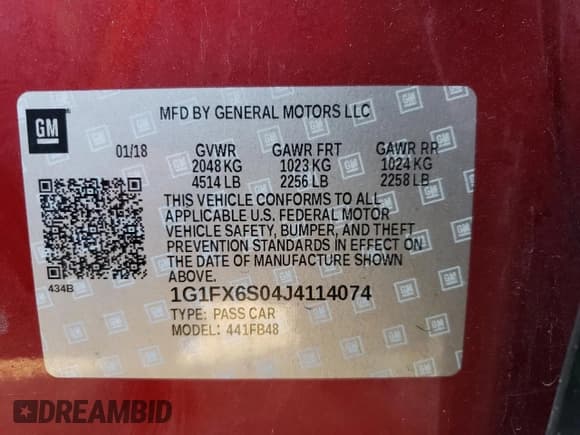 GM
MFD BY GENERAL MOTORS LLC
01/18 GVWR GAWR FRT GAWR RR
2048 KG 1023 KG 1024 KG
4514 LB 2256 LB 2258 LB
THIS VEHICLE CONFORMS TO ALL
APPLICABLE U.S. FEDERAL MOTOR
VEHICLE SAFETY, BUMPER, AND THEFT
PREVENTION STANDARDS IN EFFECT ON
THE DATE OF MANUFACTURE SHOWN
ABOVE.
434B
1G1FX6S04J4114074
TYPE: PASS CAR
MODEL: 441FB48
DREAMBID